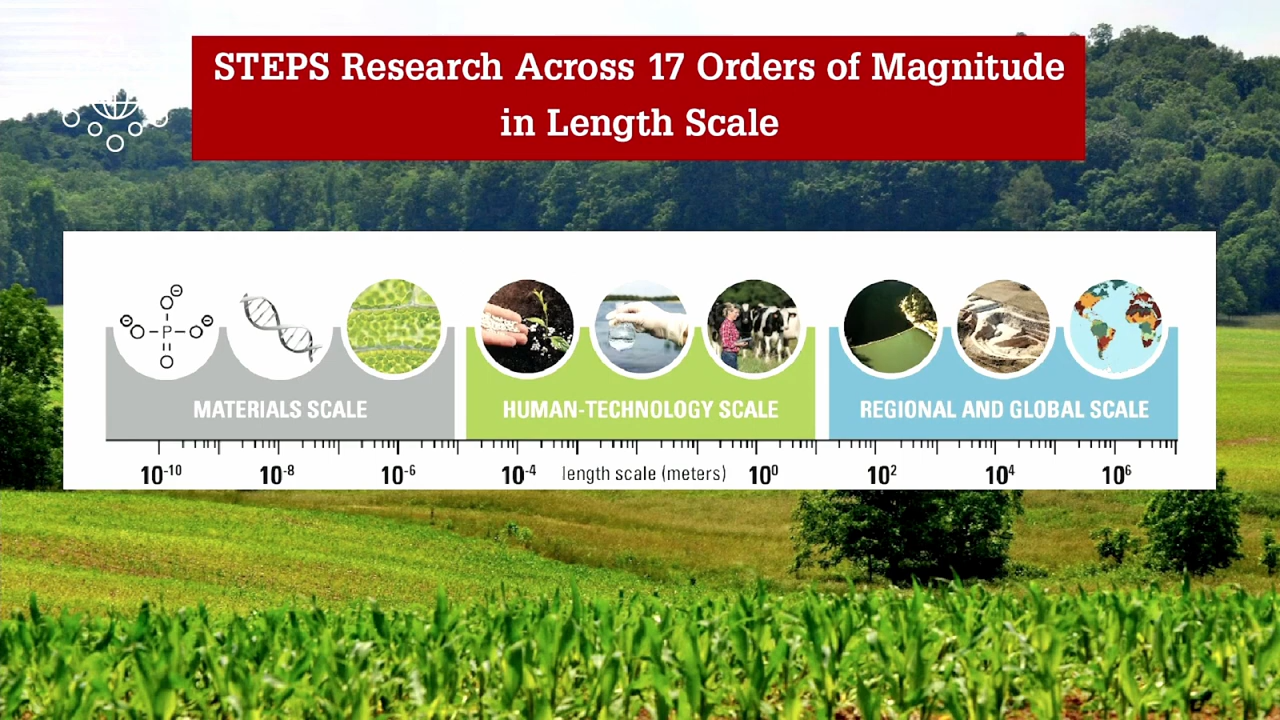 STEPS Research Across 17 Orders of Magnitude
in Length Scale
P
O
O
O
O
MATERIALS SCALE
HUMAN-TECHNOLOGY SCALE
REGIONAL AND GLOBAL SCALE
10⁻¹⁰ 10⁻⁸ 10⁻⁶ 10⁻⁴ length scale (meters) 10⁰ 10² 10⁴ 10⁶